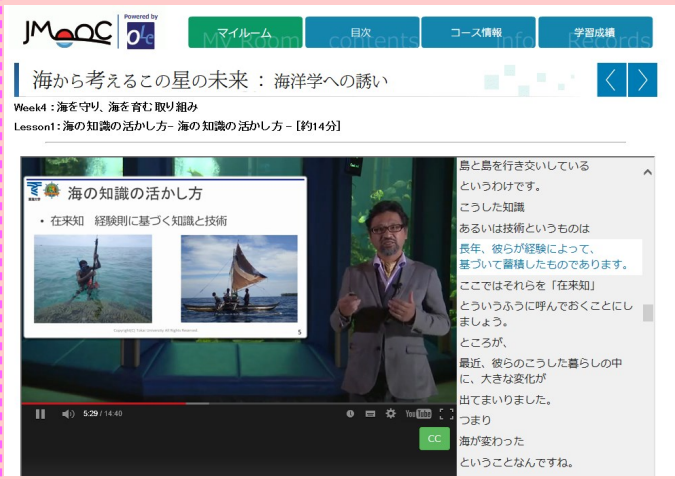 JMOOC
Powered by
OLE
マイルーム
My Room
目次
contents
コース情報
info
学習成績
Records
海から考えるこの星の未来 : 海洋学への誘い
Week4 : 海を守り、海を育む取り組み
Lesson1 : 海の知識の活かし方- 海の知識の活かし方 - [約14分]
海の知識の活かし方
・在来知　経験則に基づく知識と技術
5
5:29 / 14:40
YouTube
CC
島と島を行き交いしている
というわけです。
こうした知識
あるいは技術というものは
長年、彼らが経験によって、
基づいて蓄積したものであります。
ここではそれらを「在来知」
とういうふうに呼んでおくことにし
ましょう。
ところが、
最近、彼らのこうした暮らしの中
に、大きな変化が
出てまいりました。
つまり
海が変わった
ということなんですね。